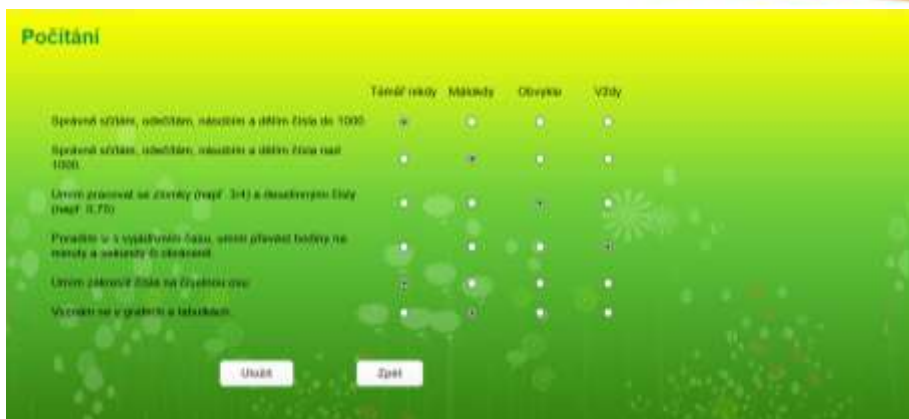 Počítání
Téměř nikdy Málokdy Obvykle Vždy
Správně sčítám, odečítám, násobím a dělím čísla do 1000.
Správně sčítám, odečítám, násobím a dělím čísla nad
1000.
Umím pracovat se zlomky (např. 3/4) a desetinnými čísly
(např. 0,75).
Poradím si s vyjádřením času, umím převést hodiny na
minuty a sekundy či obráceně.
Umím zakreslit čísla na číselnou osu.
Vyznám se v grafech a tabulkách.
Uložit Zpět